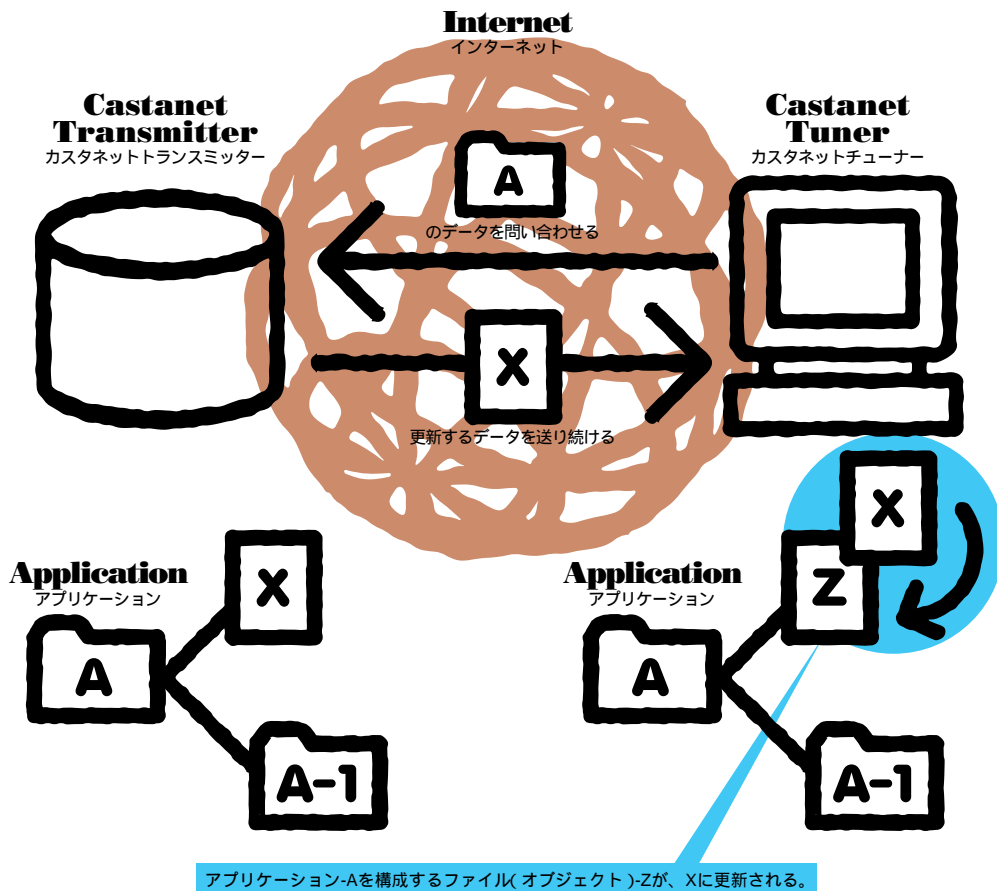 Internet
インターネット
Castanet
Transmitter
カスタネットトランスミッター
Castanet
Tuner
カスタネットチューナー
A
のデータを問い合わせる
X
更新するデータを送り続ける
Application
アプリケーション
X
A
A-1
Application
アプリケーション
X
Z
A
A-1
アプリケーション-Aを構成するファイル( オブジェクト )-Zが、Xに更新される。